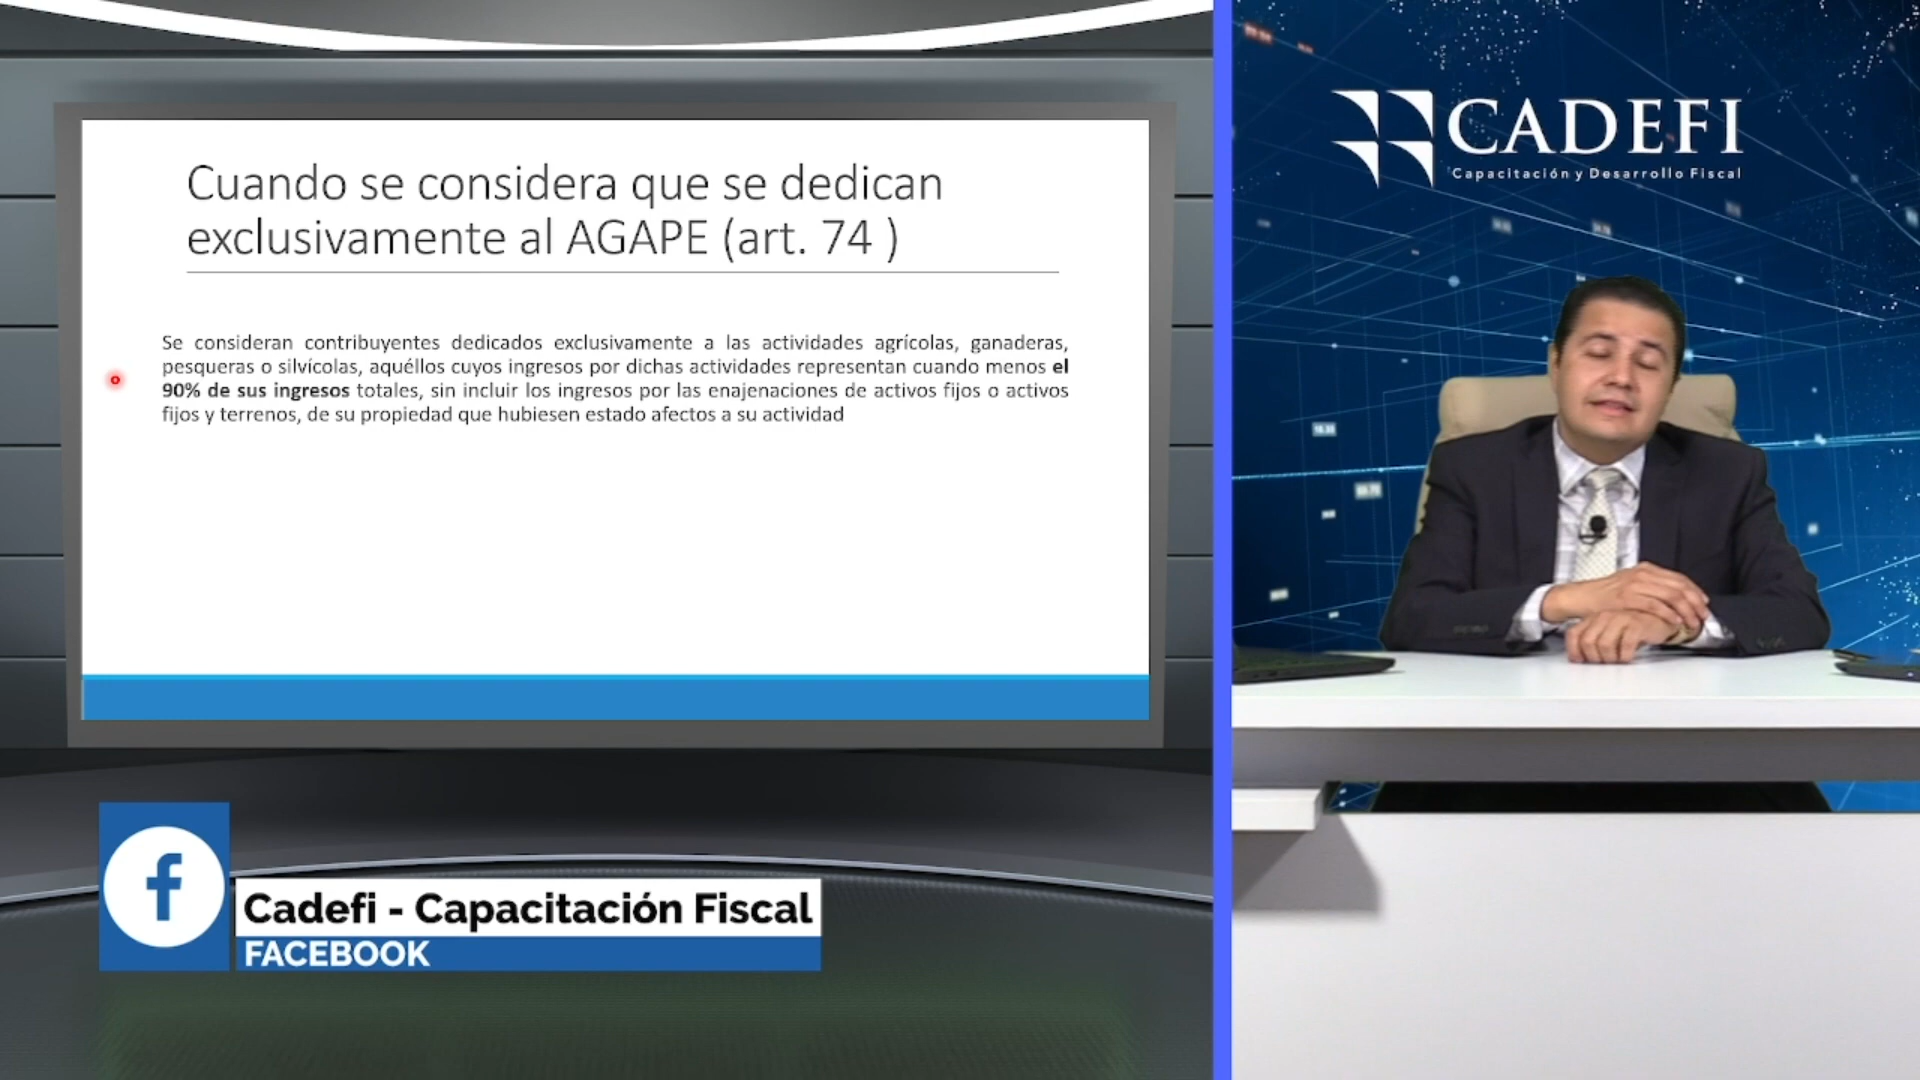 Cuando se considera que se dedican
exclusivamente al AGAPE (art. 74 )
Se consideran contribuyentes dedicados exclusivamente a las actividades agrícolas, ganaderas,
pesqueras o silvícolas, aquéllos cuyos ingresos por dichas actividades representan cuando menos el
90% de sus ingresos totales, sin incluir los ingresos por las enajenaciones de activos fijos o activos
fijos y terrenos, de su propiedad que hubiesen estado afectos a su actividad
Cadefi - Capacitación Fiscal
FACEBOOK
CADEFI
Capacitación y Desarrollo Fiscal